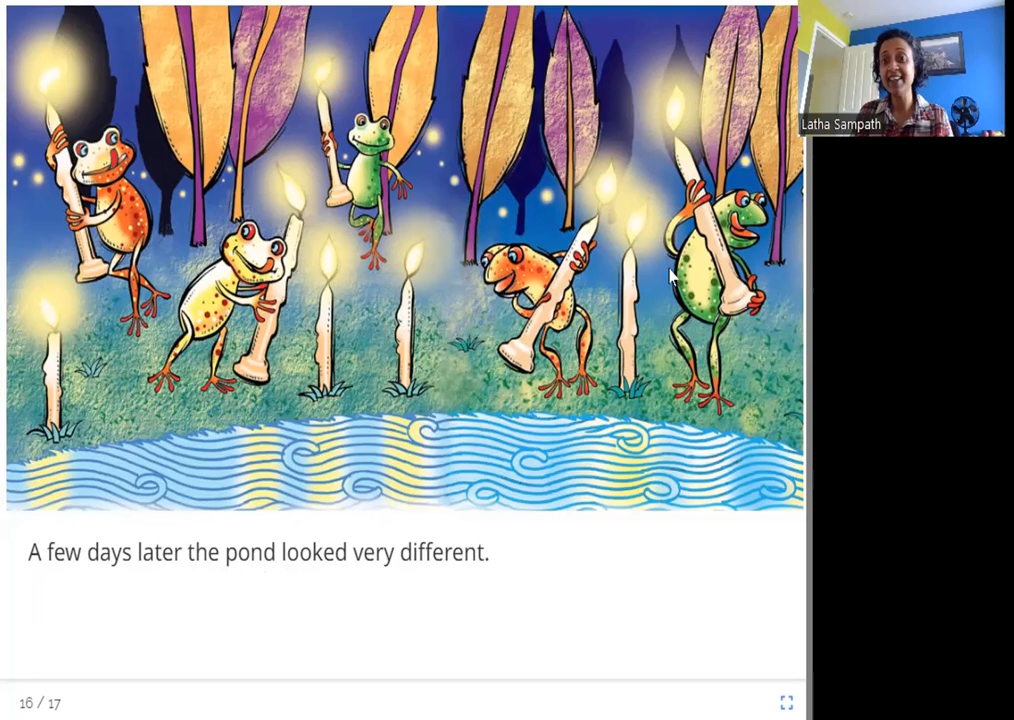 Latha Sampath
A few days later the pond looked very different.
16 / 17